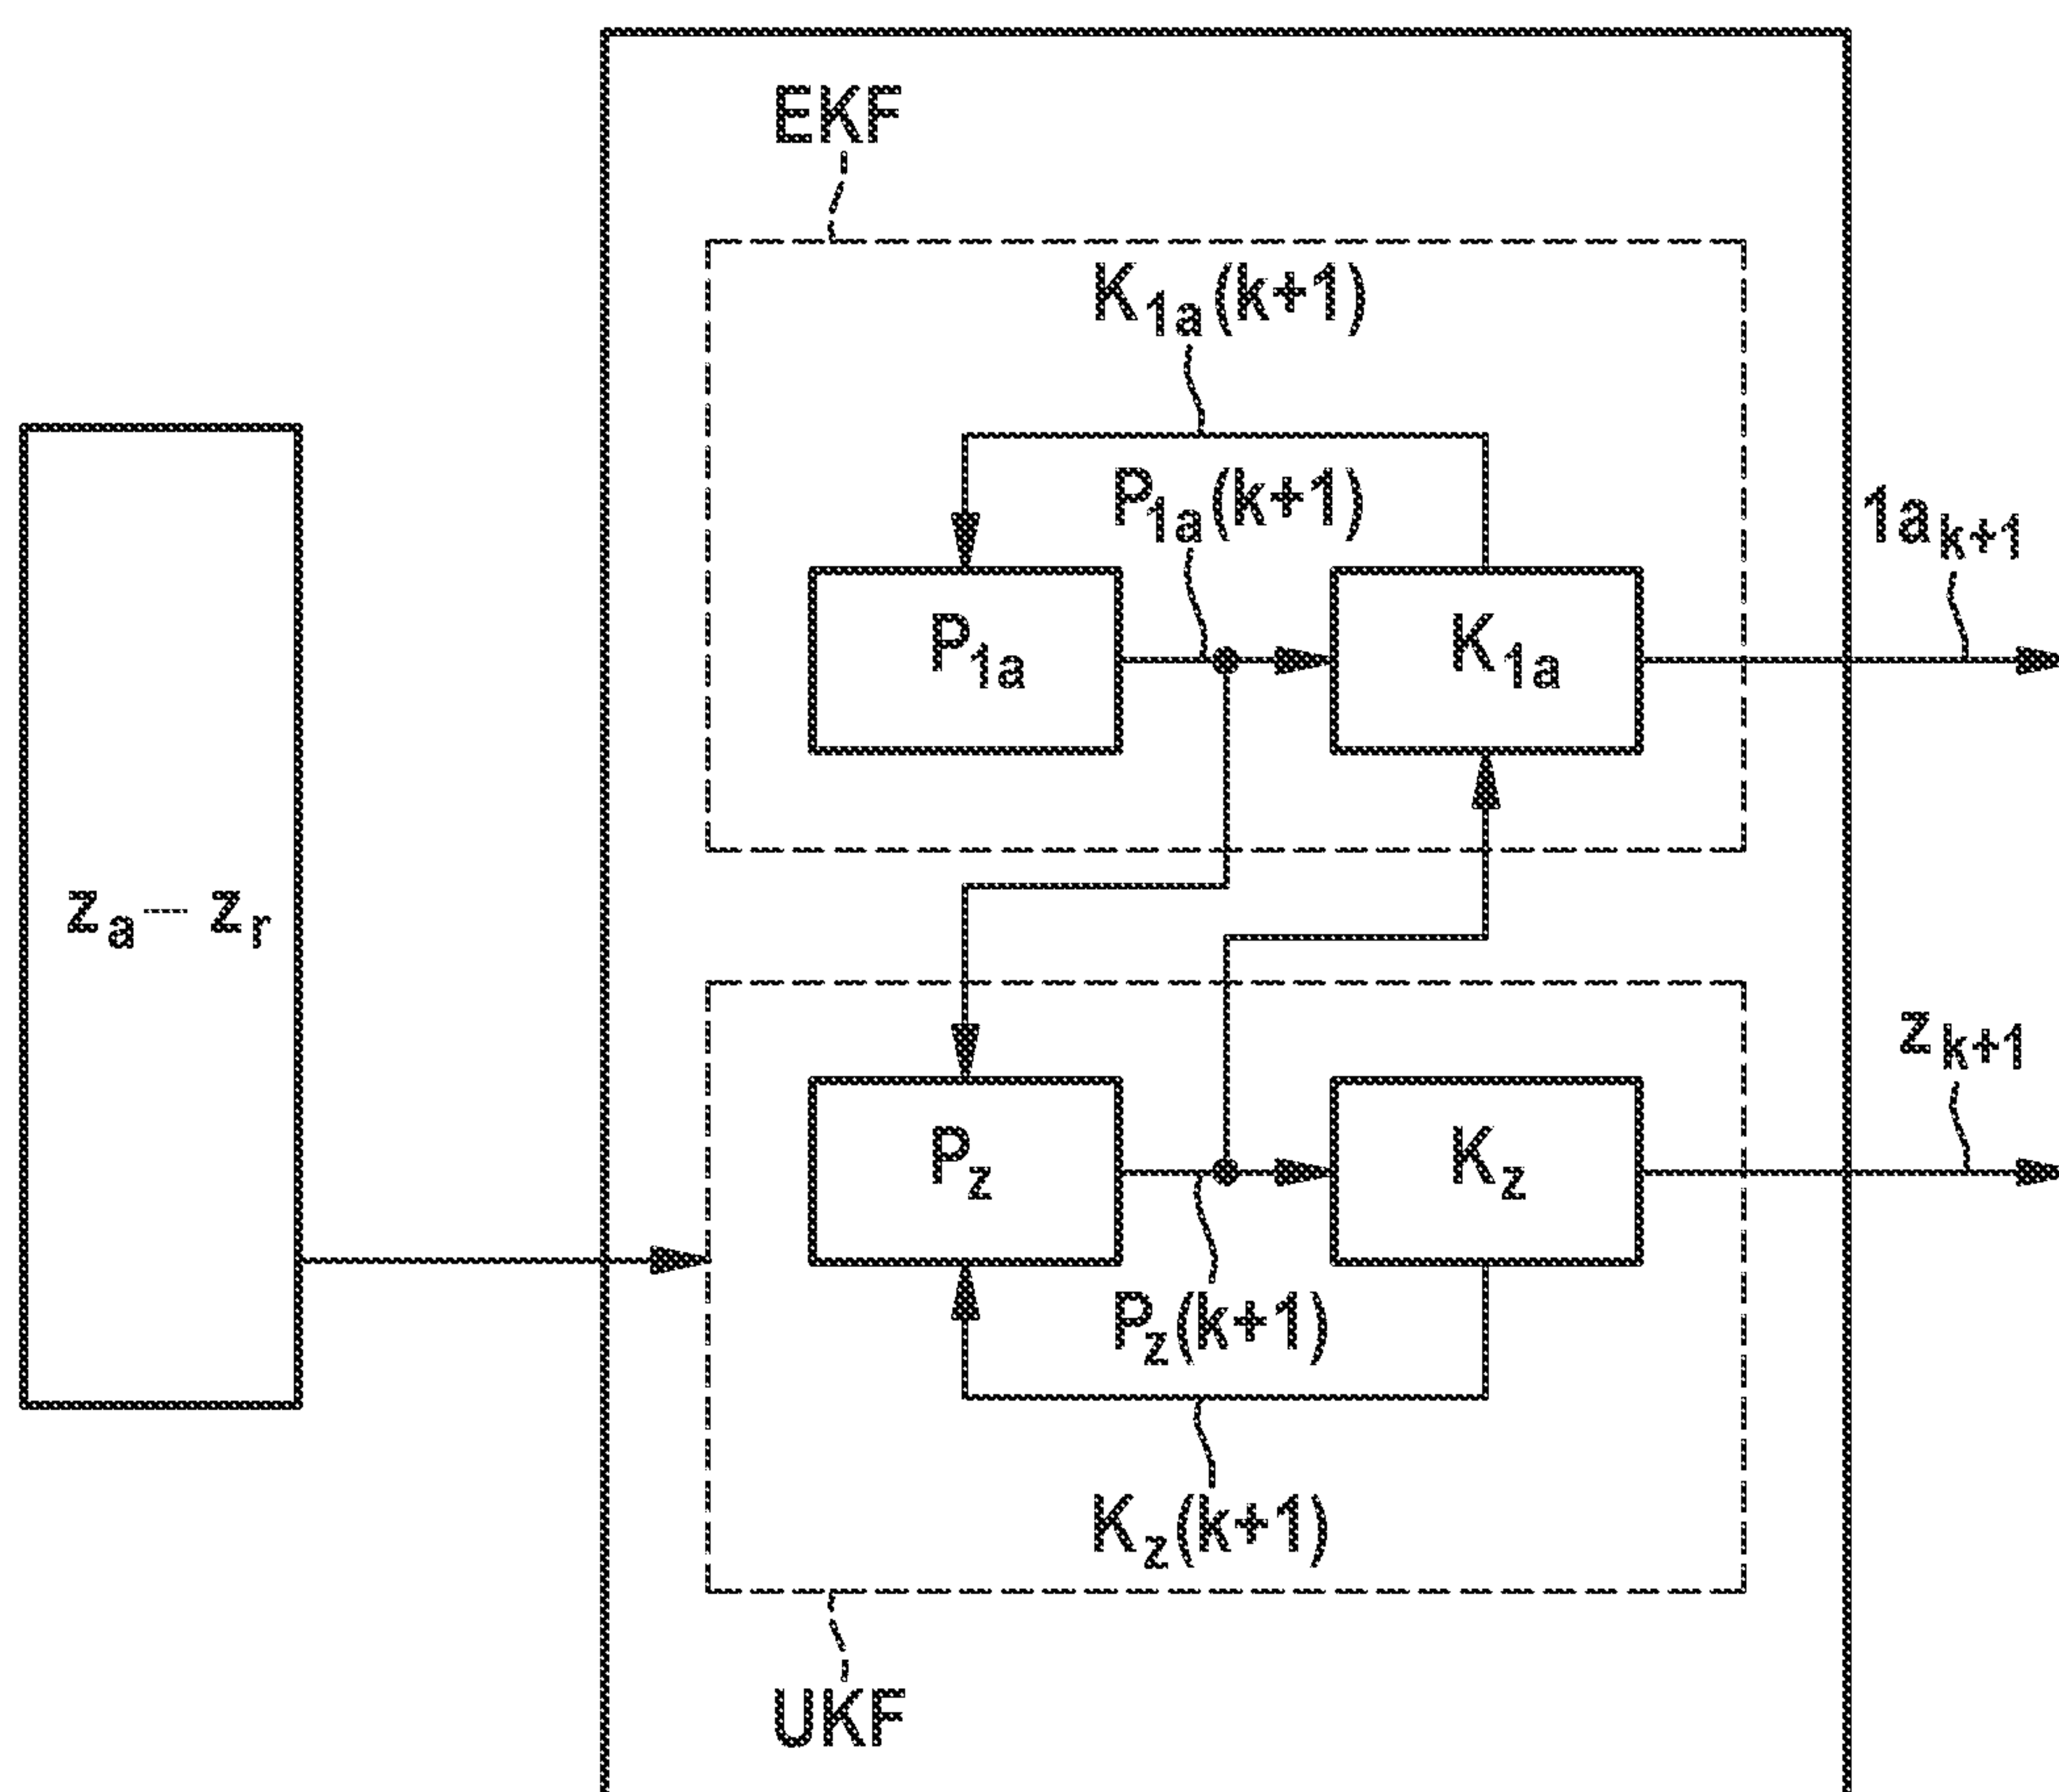 EKF
K1a(k+1)
P1a(k+1)
1ak+1
P1a
K1a
za--- zr
zk+1
Pz
Kz
Pz(k+1)
Kz(k+1)
UKF